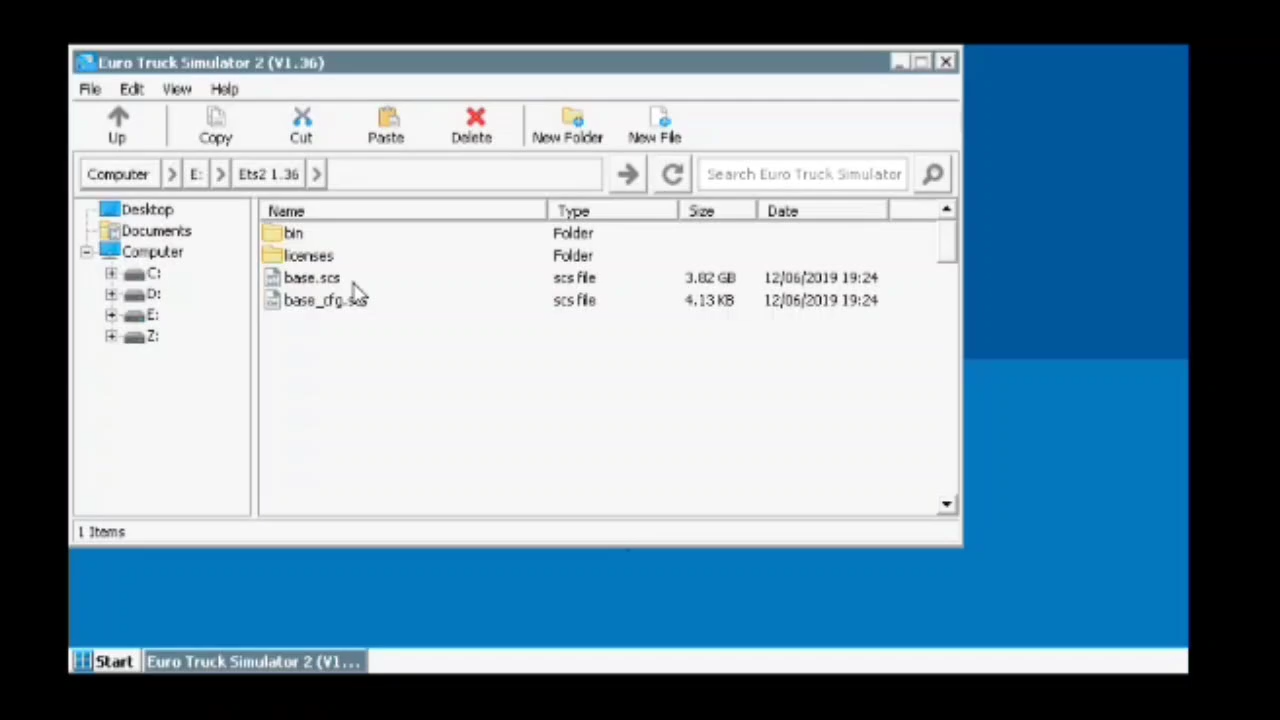 Euro Truck Simulator 2 (V1.36)
File Edit View Help
Up Copy Cut Paste Delete New Folder New File
Computer E: Ets2 1.36 Search Euro Truck Simulator
Desktop
Documents
Computer
C:
D:
E:
Z:
Name Type Size Date
bin Folder
licenses Folder
base.scs scs file 3.82 GB 12/06/2019 19:24
base_cfg.scs scs file 4.13 KB 12/06/2019 19:24
1 Items
Start Euro Truck Simulator 2 (V1...